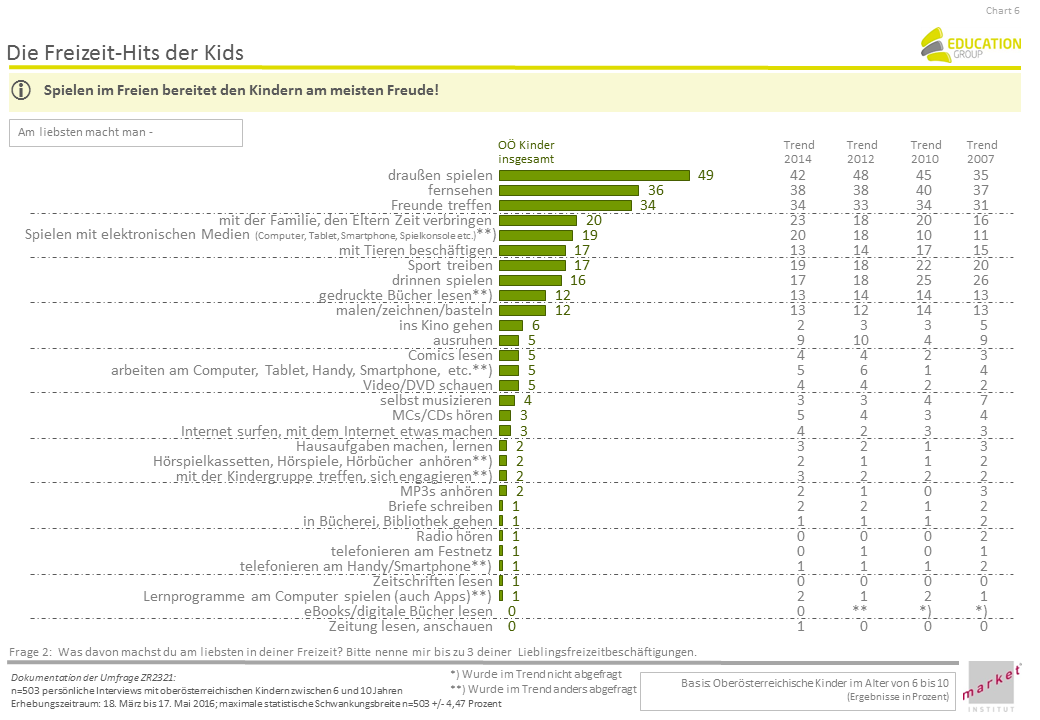 Chart 6
EDUCATION
GROUP
Die Freizeit-Hits der Kids
i Spielen im Freien bereitet den Kindern am meisten Freude!
Am liebsten macht man -
OÖ Kinder insgesamt Trend 2014 Trend 2012 Trend 2010 Trend 2007
draußen spielen 49 42 48 45 35
fernsehen 36 38 38 40 37
Freunde treffen 34 34 33 34 31
mit der Familie, den Eltern Zeit verbringen 20 23 18 20 16
Spielen mit elektronischen Medien (Computer, Tablet, Smartphone, Spielkonsole etc.)**) 19 20 18 10 11
mit Tieren beschäftigen 17 13 14 17 15
Sport treiben 17 19 18 22 20
drinnen spielen 16 17 18 25 26
gedruckte Bücher lesen**) 12 13 14 14 13
malen/zeichnen/basteln 12 13 12 14 13
ins Kino gehen 6 2 3 3 5
ausruhen 5 9 10 4 9
Comics lesen 5 4 4 2 3
arbeiten am Computer, Tablet, Handy, Smartphone, etc.**) 5 5 6 1 4
Video/DVD schauen 5 4 4 2 2
selbst musizieren 4 3 3 4 7
MCs/CDs hören 3 5 4 3 4
Internet surfen, mit dem Internet etwas machen 3 4 2 3 3
Hausaufgaben machen, lernen 2 3 2 1 3
Hörspielkassetten, Hörspiele, Hörbücher anhören**) 2 2 1 1 2
mit der Kindergruppe treffen, sich engagieren**) 2 3 2 2 2
MP3s anhören 2 2 1 0 3
Briefe schreiben 1 2 2 1 2
in Bücherei, Bibliothek gehen 1 1 1 1 2
Radio hören 1 0 0 0 2
telefonieren am Festnetz 1 0 1 0 1
telefonieren am Handy/Smartphone**) 1 1 1 1 2
Zeitschriften lesen 1 0 0 0 0
Lernprogramme am Computer spielen (auch Apps)**) 1 2 1 2 1
eBooks/digitale Bücher lesen 0 0 ** *) *)
Zeitung lesen, anschauen 0 1 0 0 0
Frage 2: Was davon machst du am liebsten in deiner Freizeit? Bitte nenne mir bis zu 3 deiner Lieblingsfreizeitbeschäftigungen.
Dokumentation der Umfrage ZR2321:
n=503 persönliche Interviews mit oberösterreichischen Kindern zwischen 6 und 10 Jahren
Erhebungszeitraum: 18. März bis 17. Mai 2016; maximale statistische Schwankungsbreite n=503 +/- 4,47 Prozent
*) Wurde im Trend nicht abgefragt
**) Wurde im Trend anders abgefragt
Basis: Oberösterreichische Kinder im Alter von 6 bis 10
(Ergebnisse in Prozent)
market
INSTITUT